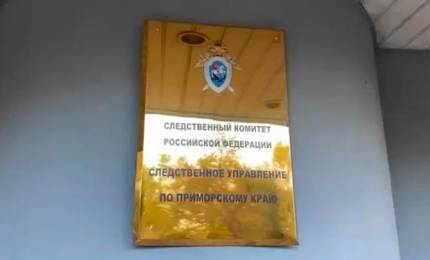 СЛЕДСТВЕННЫЙ КОМИТЕТ
РОССИЙСКОЙ ФЕДЕРАЦИИ
СЛЕДСТВЕННОЕ УПРАВЛЕНИЕ
ПО ПРИМОРСКОМУ КРАЮ